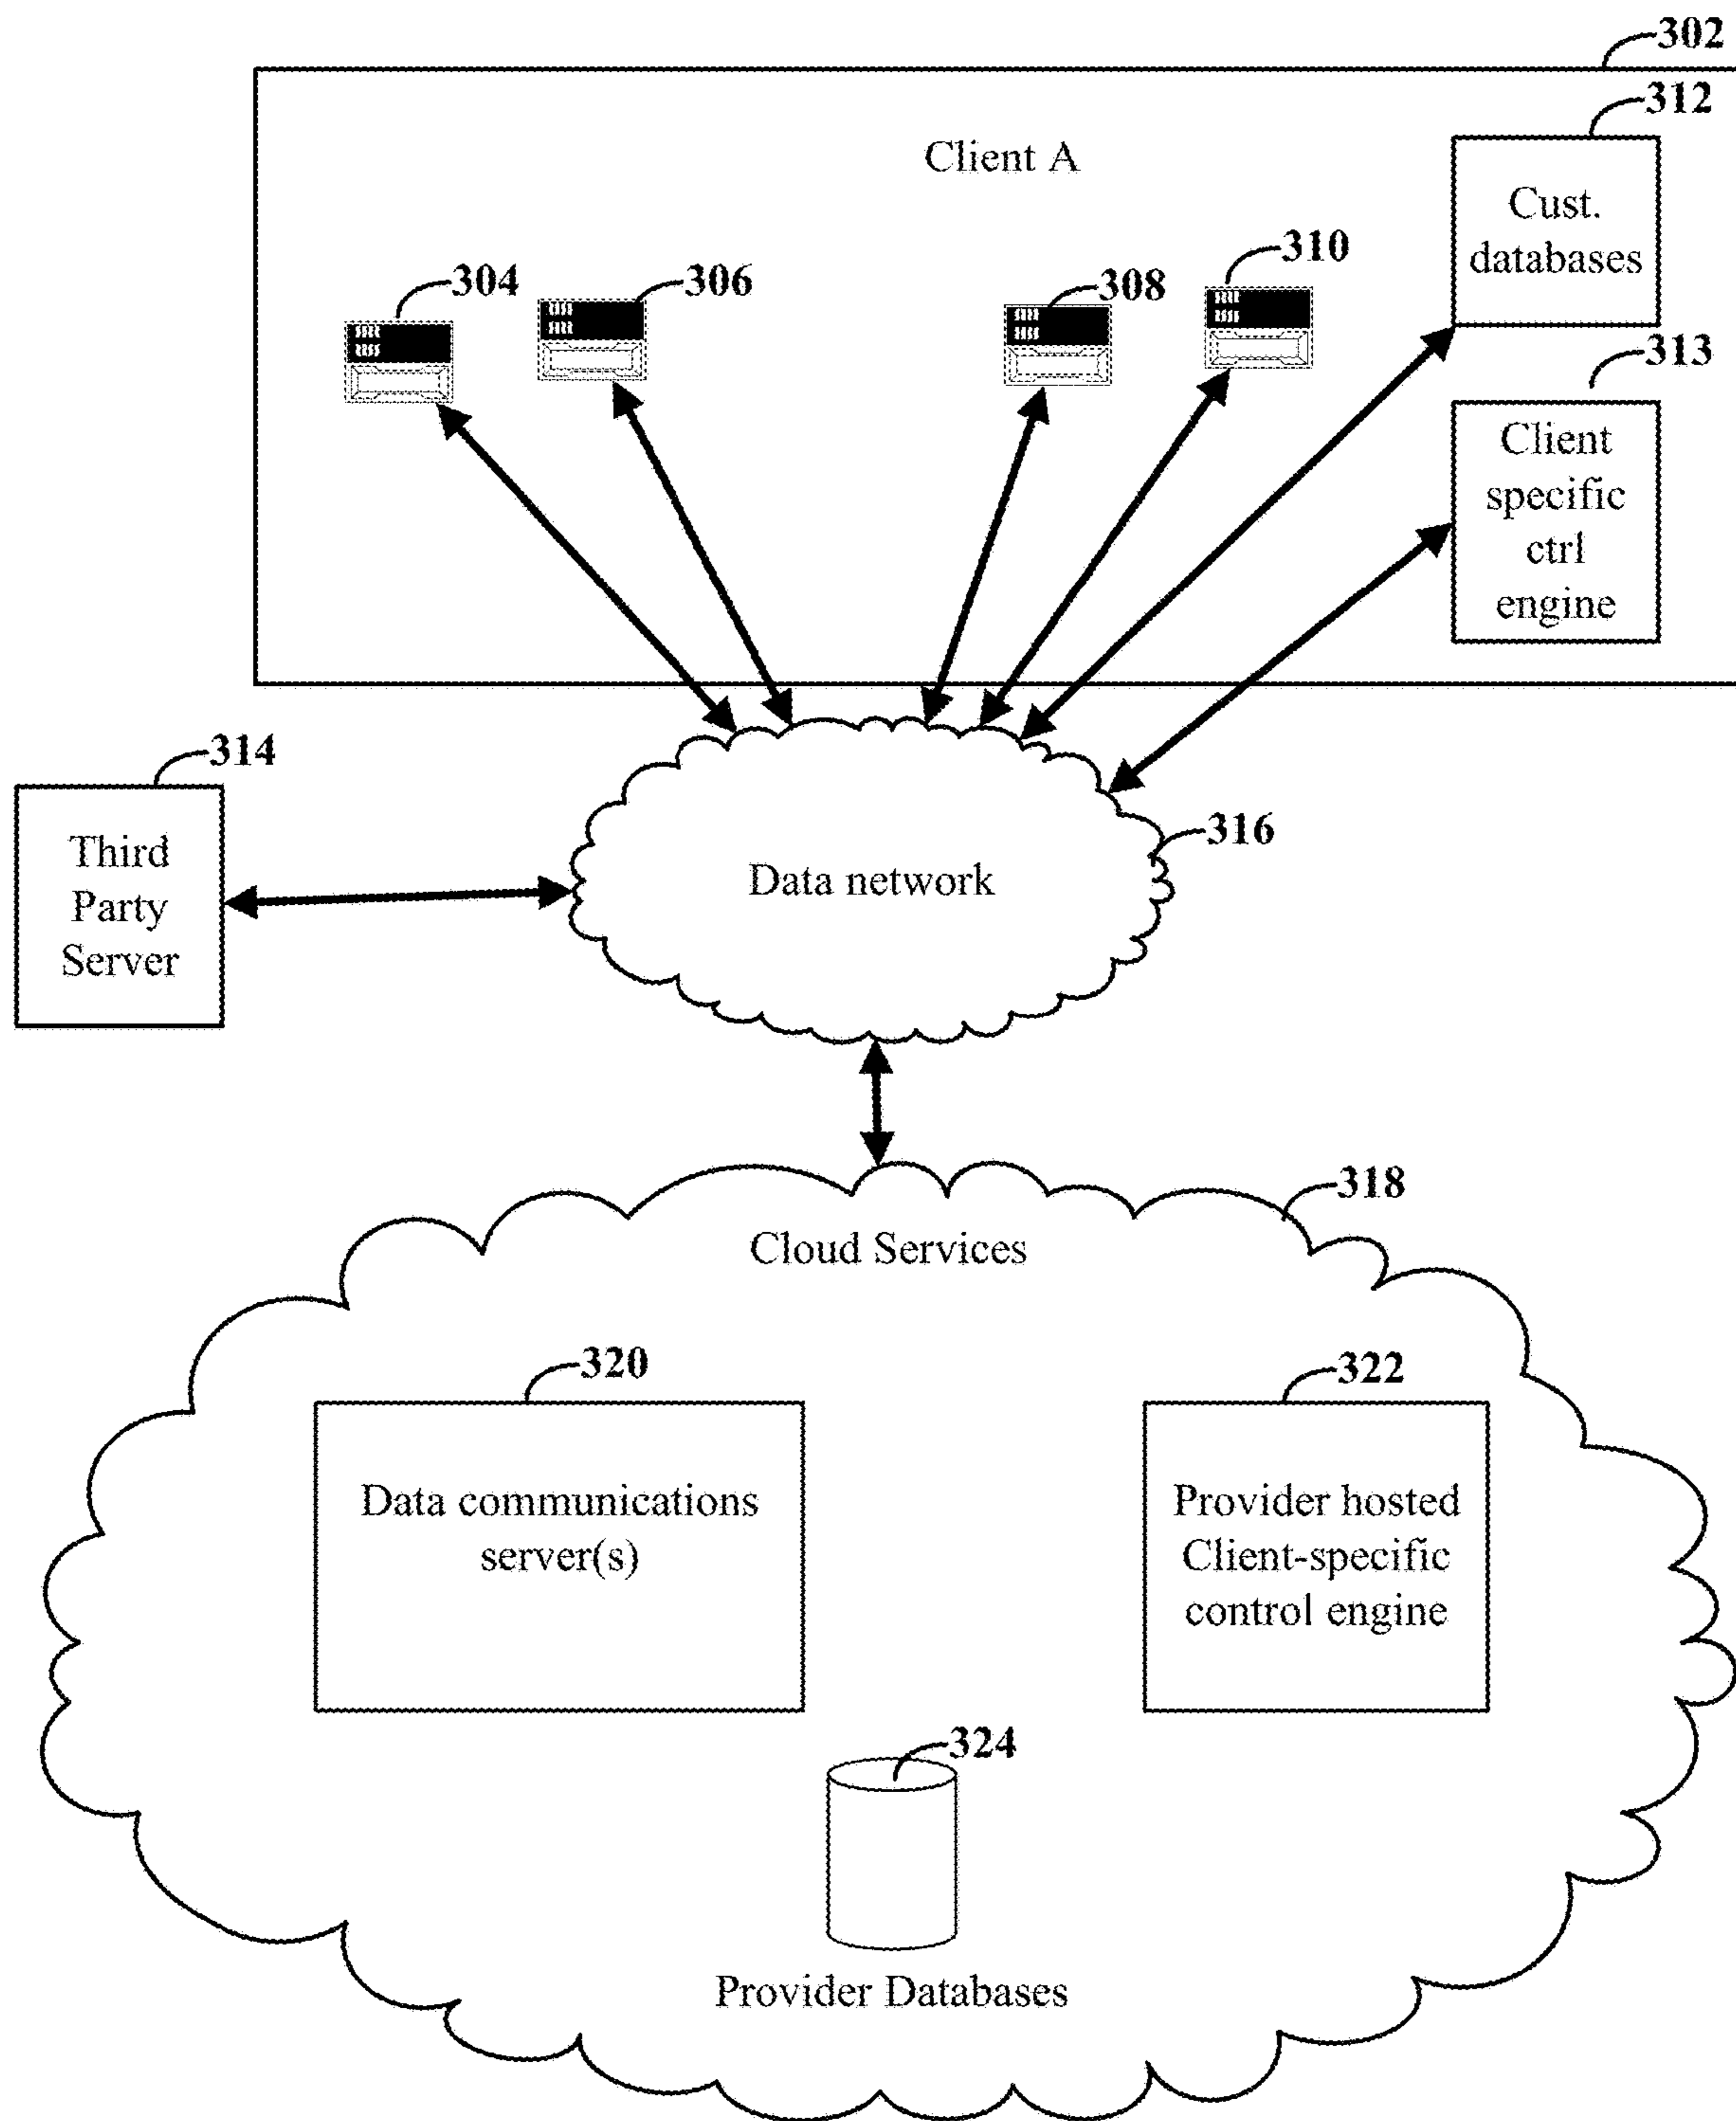 302
312
Client A
Cust.
databases
304
306
308
310
313
Client
specific
ctrl
engine
314
Third
Party
Server
316
Data network
318
Cloud Services
320
Data communications
server(s)
322
Provider hosted
Client-specific
control engine
324
Provider Databases